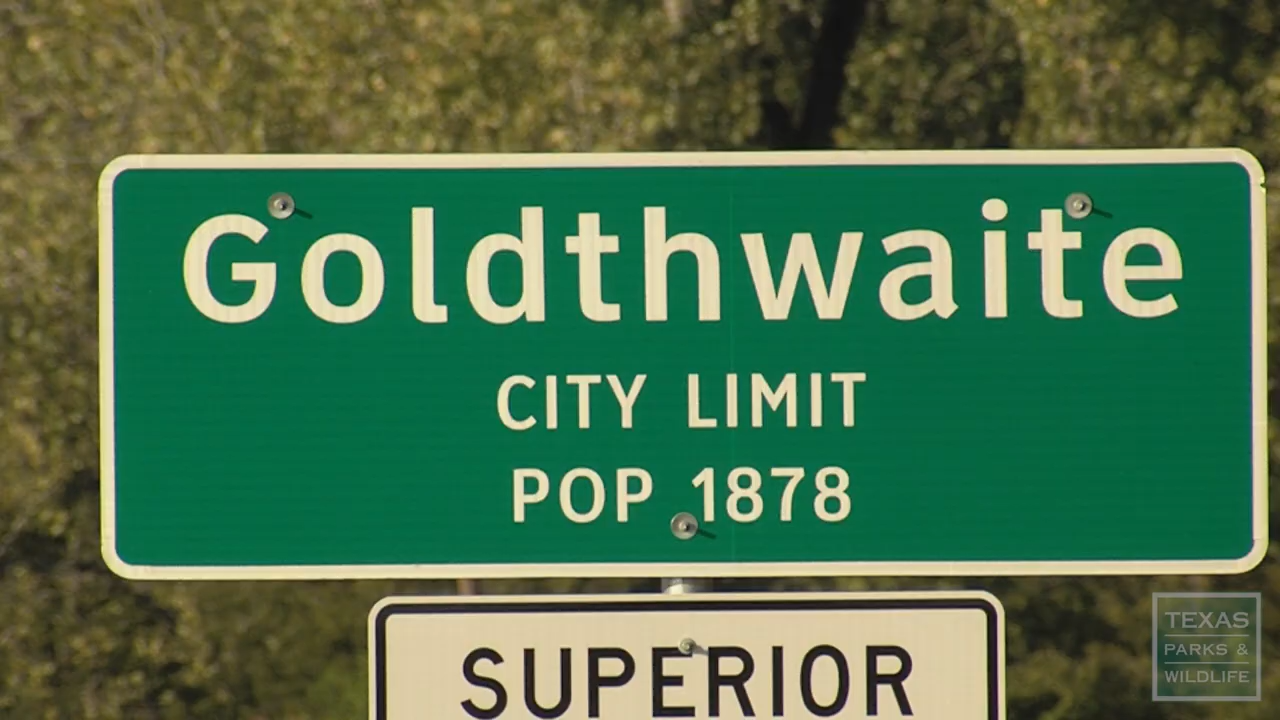 Goldthwaite
CITY LIMIT
POP 1878
SUPERIOR
TEXAS
PARKS &
WILDLIFE